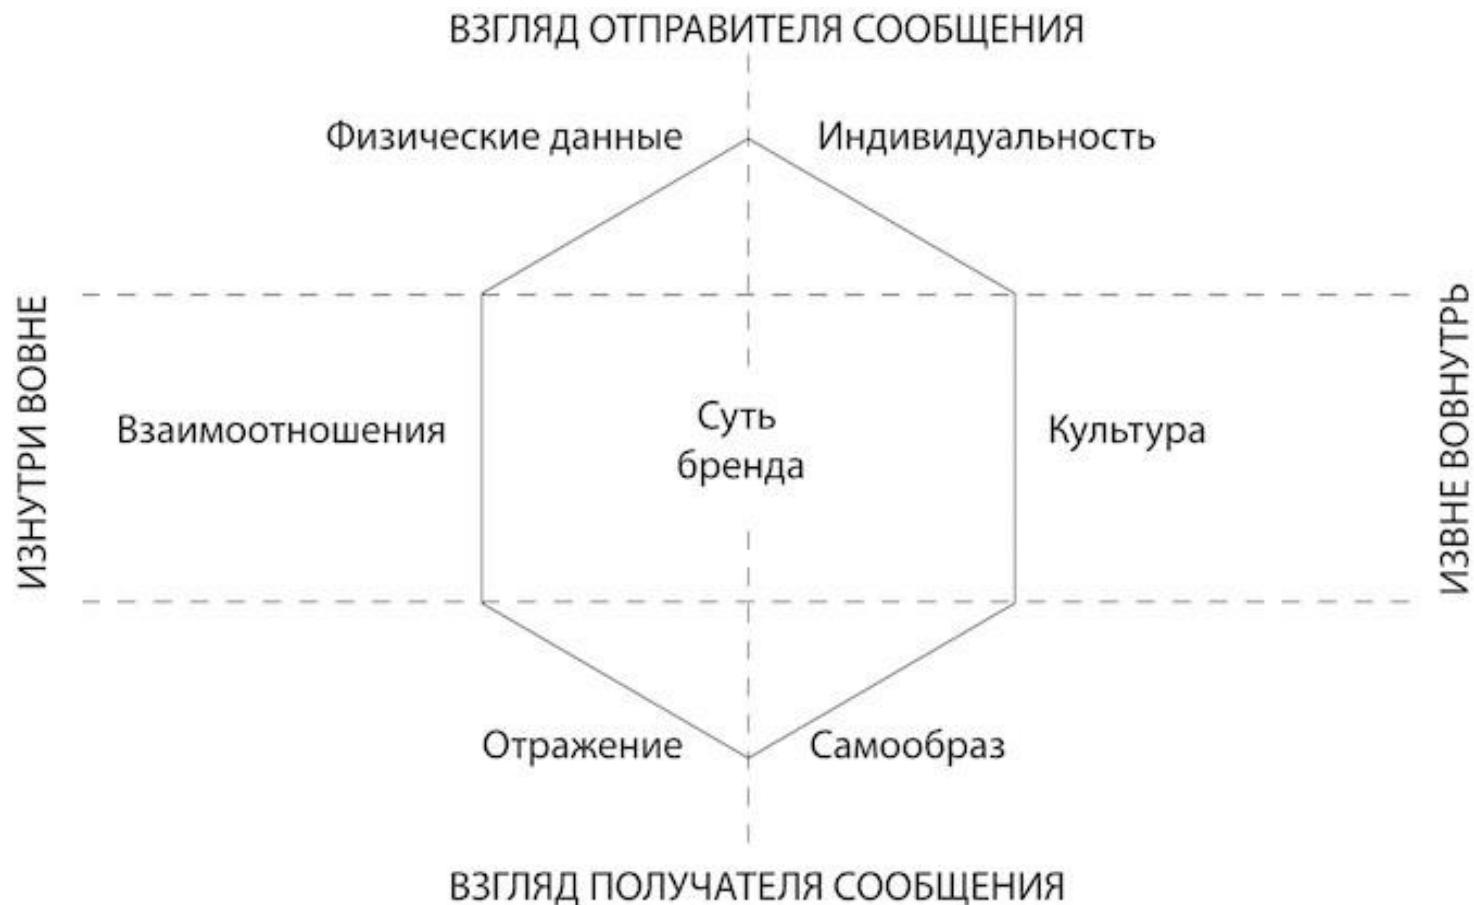 ВЗГЛЯД ОТПРАВИТЕЛЯ СООБЩЕНИЯ
Физические данные
Индивидуальность
ИЗНУТРИ ВОВНЕ
Взаимоотношения
Суть
бренда
Культура
ИЗВНЕ ВОВНУТРЬ
Отражение
Самообраз
ВЗГЛЯД ПОЛУЧАТЕЛЯ СООБЩЕНИЯ